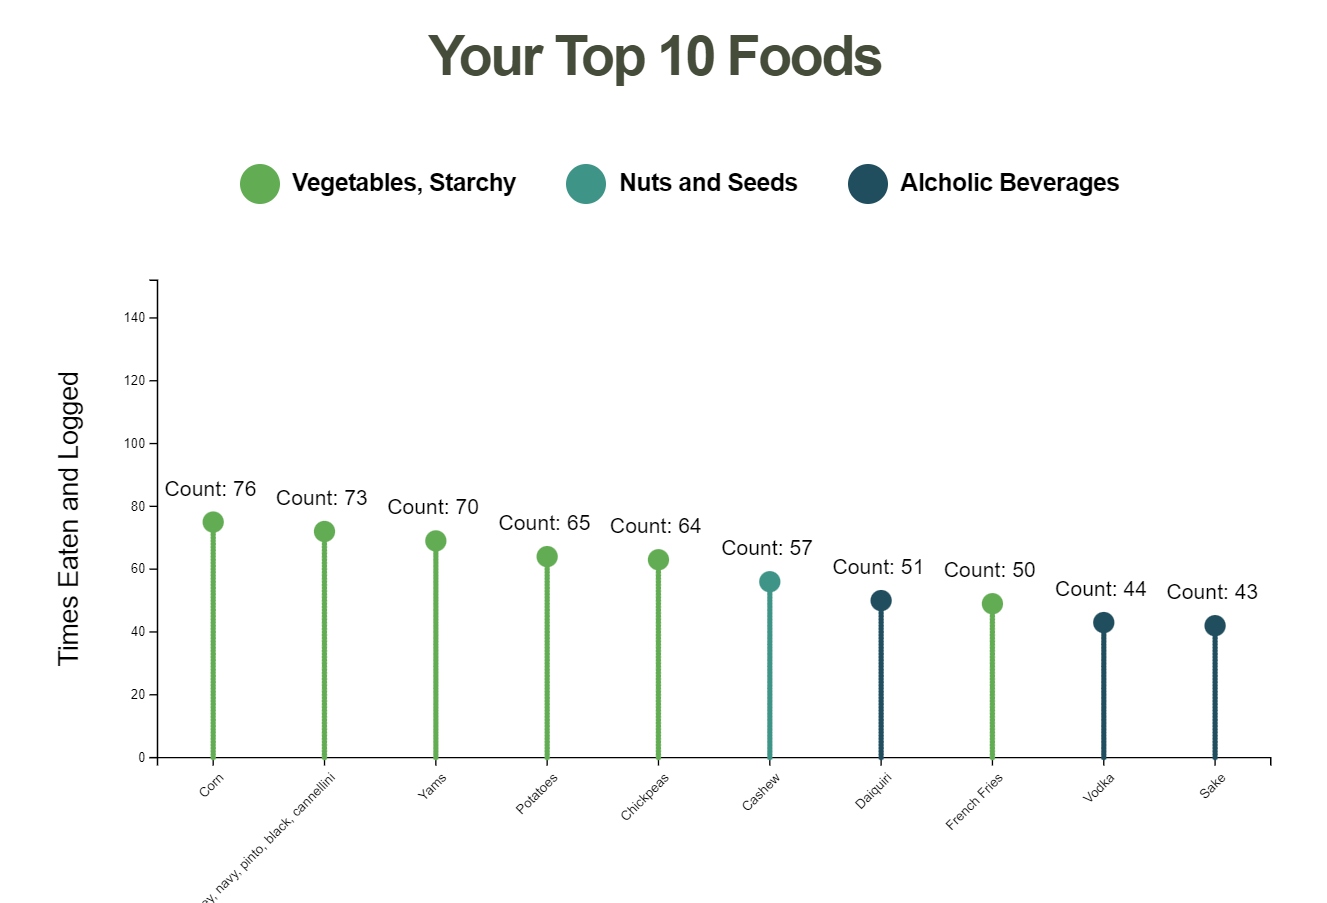 Your Top 10 Foods
Vegetables, Starchy
Nuts and Seeds
Alcholic Beverages
Times Eaten and Logged
140
120
100
80
60
40
20
0
Count: 76
Count: 73
Count: 70
Count: 65
Count: 64
Count: 57
Count: 51
Count: 50
Count: 44
Count: 43
Corn
navy, pinto, black, cannellini
Yams
Potatoes
Chickpeas
Cashew
Daiquiri
French Fries
Vodka
Sake